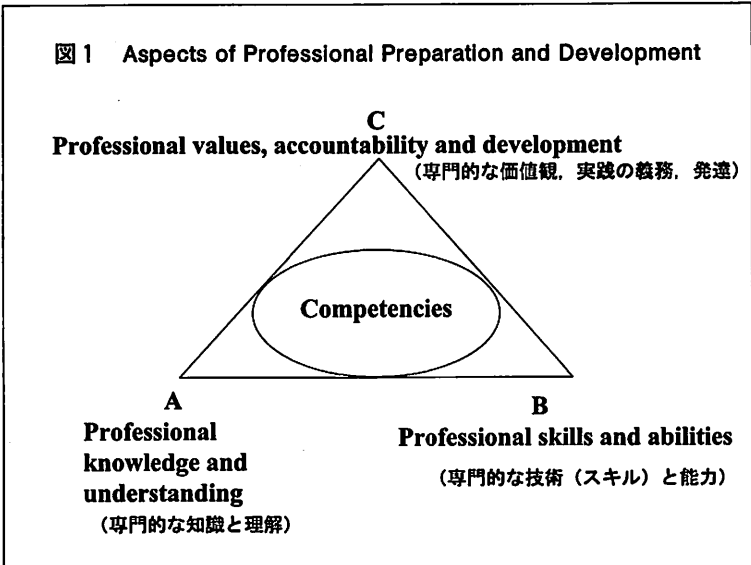 図1 Aspects of Professional Preparation and Development
C
Professional values, accountability and development
(専門的な価値観,実践の義務,発達)
Competencies
A
Professional
knowledge and
understanding
(専門的な知識と理解)
B
Professional skills and abilities
(専門的な技術(スキル)と能力)